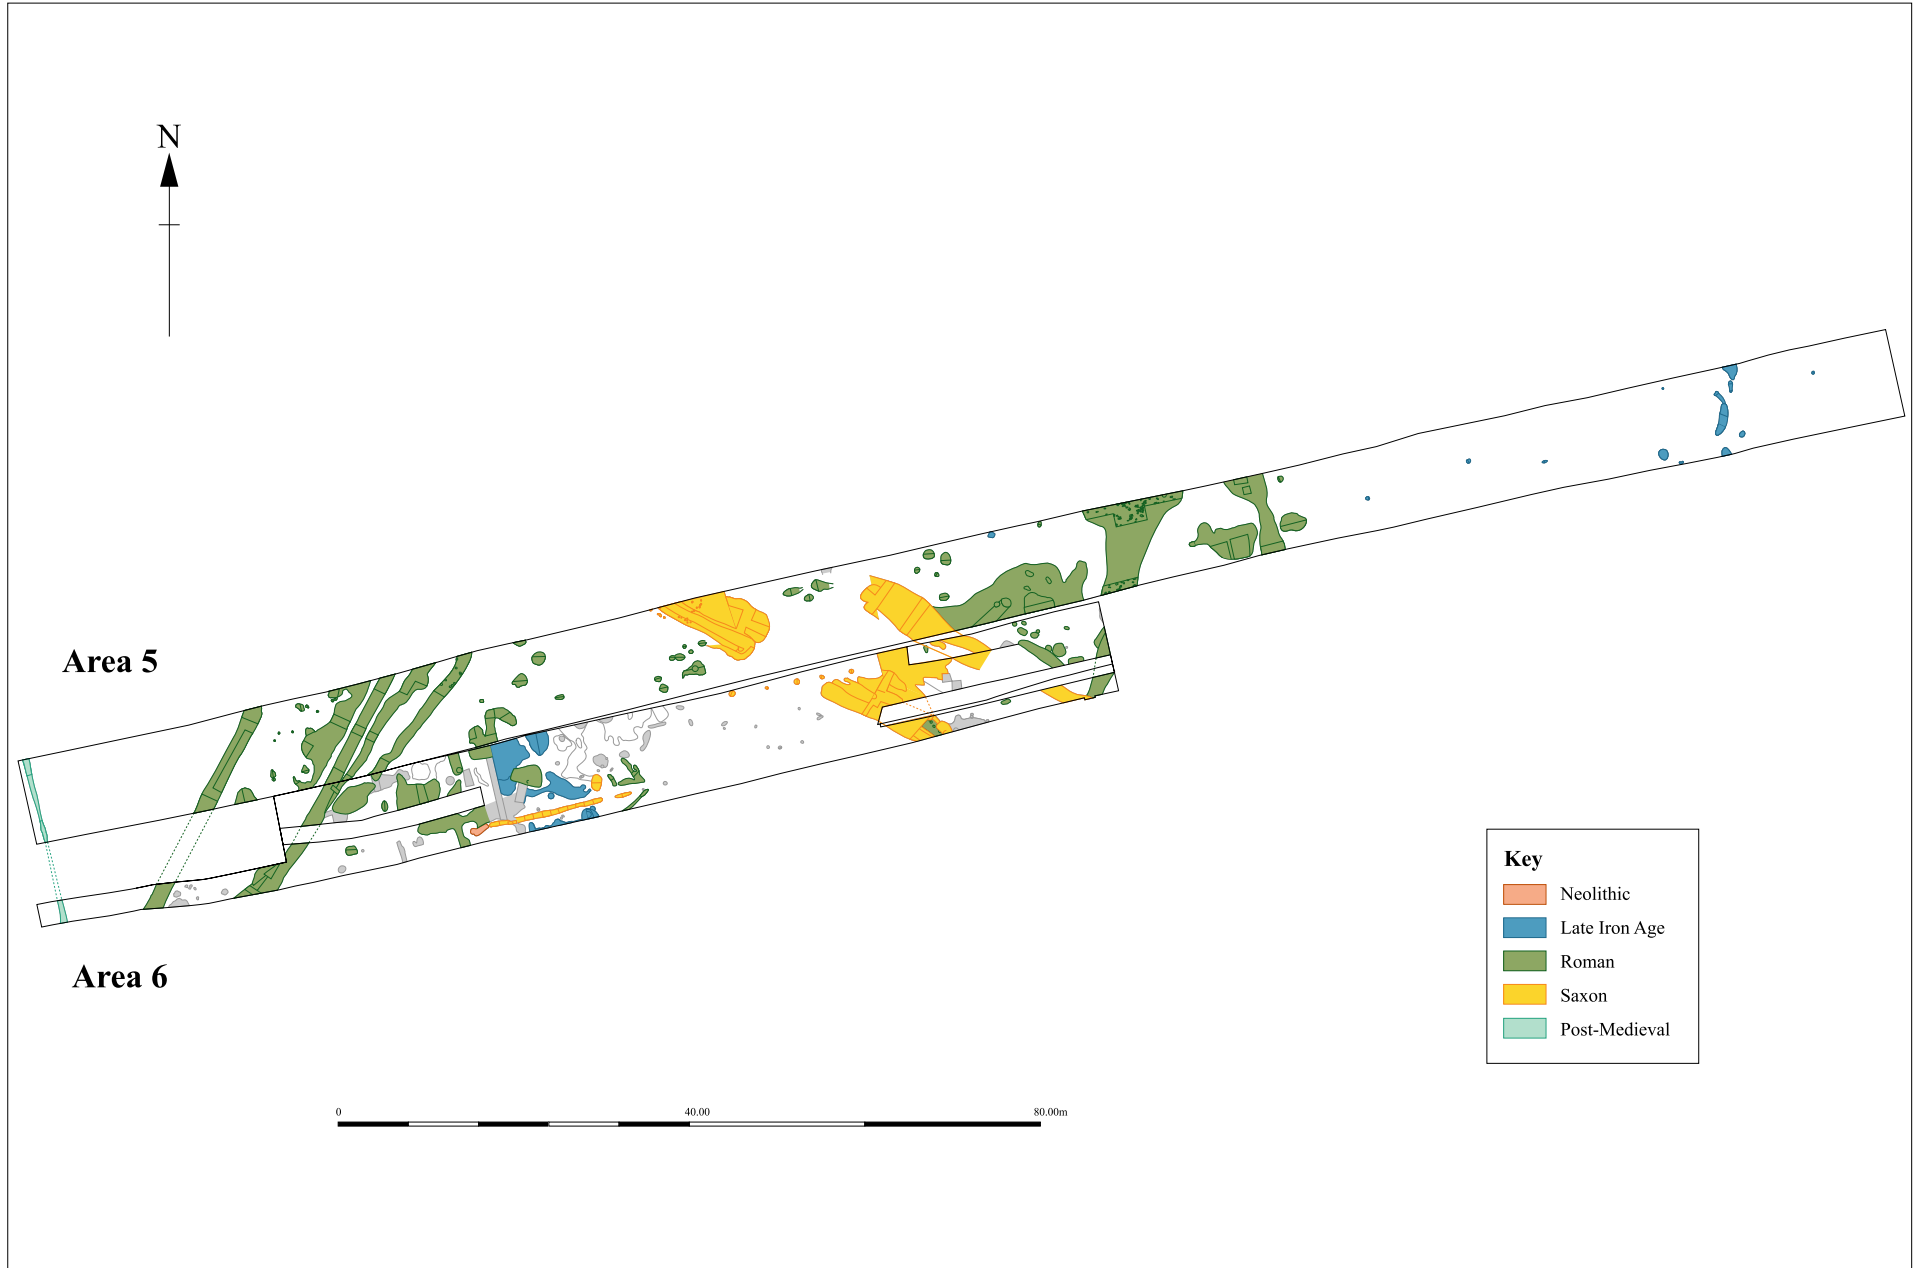 N
Area 5
Area 6
Key
Neolithic
Late Iron Age
Roman
Saxon
Post-Medieval
0 40.00 80.00m